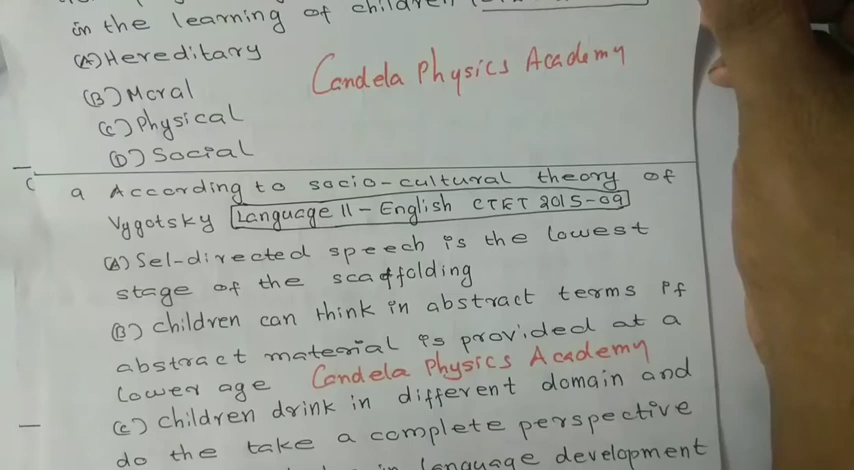 in the learning of children
(A) Hereditary
(B) Moral
(C) Physical
(D) Social
Candela Physics Academy
a According to socio-cultural theory of
Vygotsky Language II - English CTET 2015-09
(A) Sel-directed speech is the lowest
stage of the scaffolding
(B) children can think in abstract terms if
abstract material is provided at a
lower age Candela Physics Academy
(C) children drink in different domain and
do the take a complete perspective
in language development